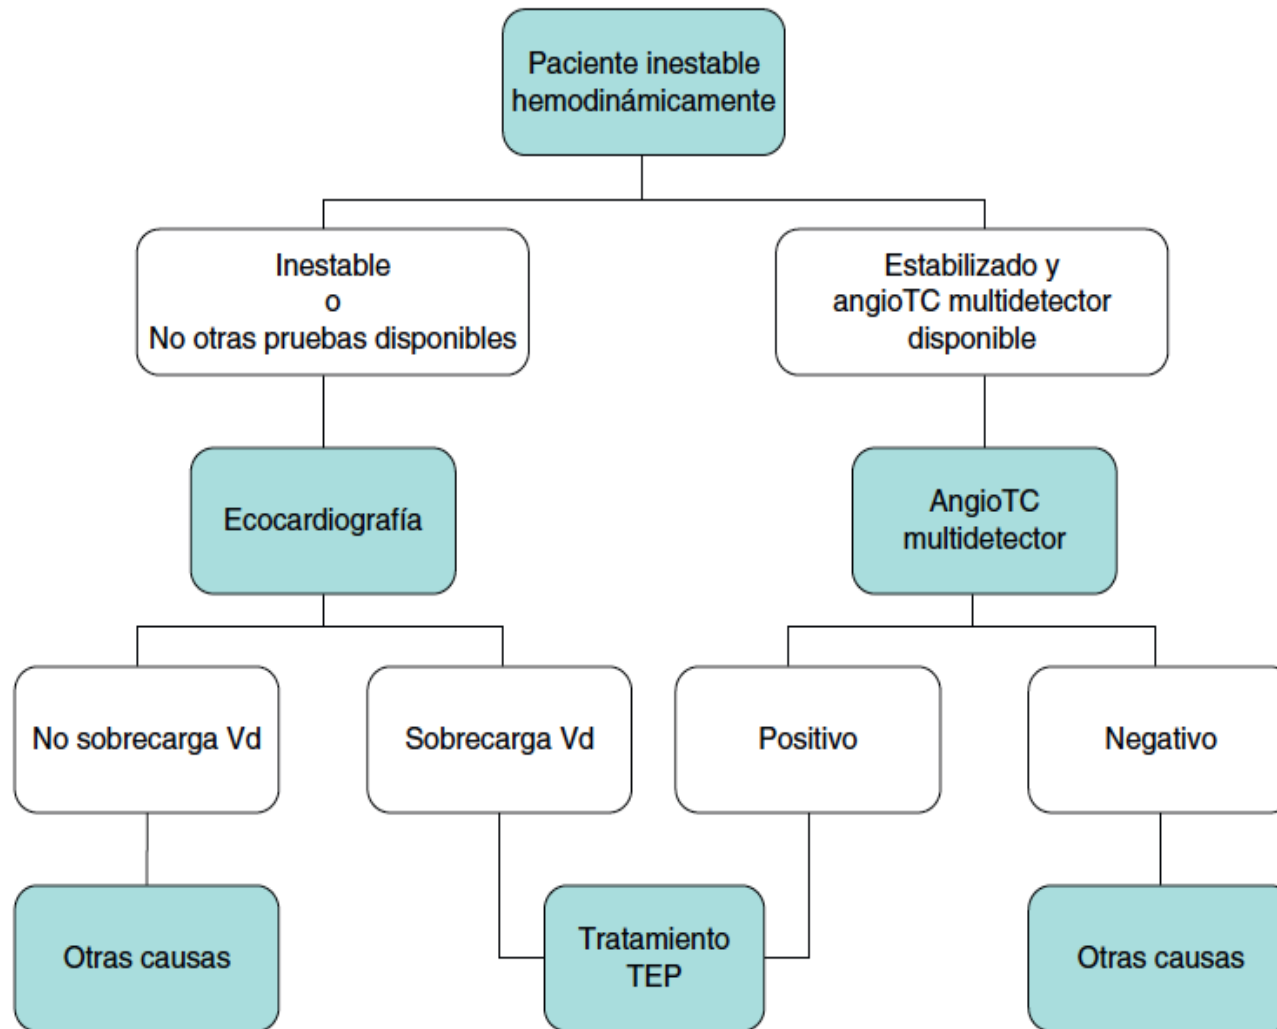 Paciente inestable
hemodinámicamente
Inestable
o
No otras pruebas disponibles
Estabilizado y
angioTC multidetector
disponible
Ecocardiografía
AngioTC
multidetector
No sobrecarga Vd
Sobrecarga Vd
Positivo
Negativo
Otras causas
Tratamiento
TEP
Otras causas